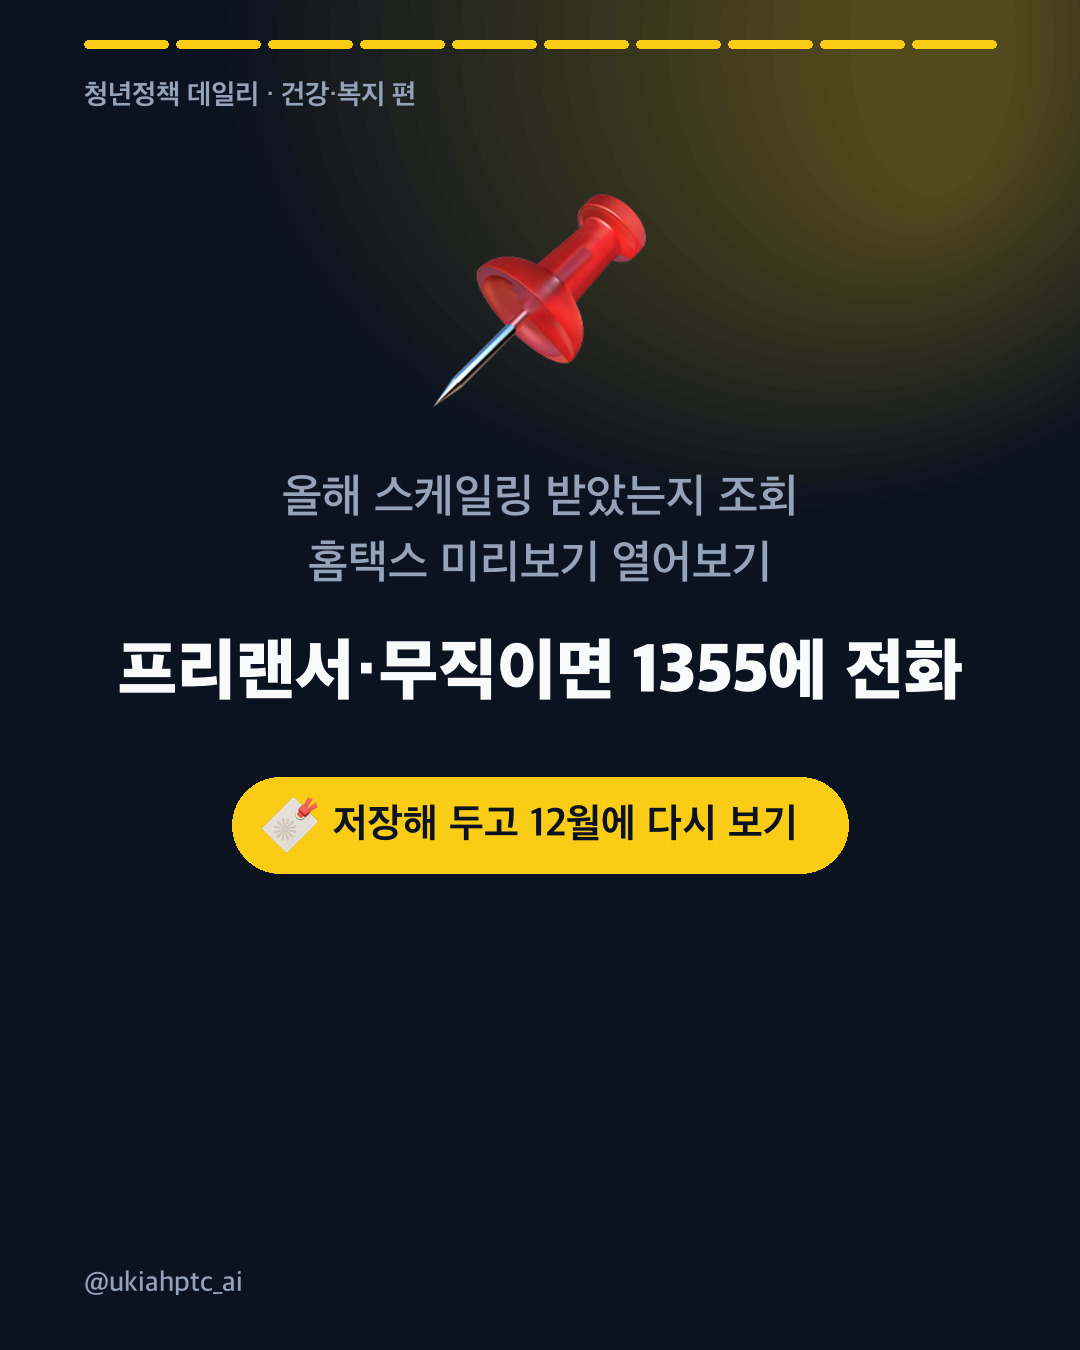 청년정책 데일리 · 건강·복지 편
올해 스케일링 받았는지 조회
홈택스 미리보기 열어보기
프리랜서·무직이면 1355에 전화
저장해 두고 12월에 다시 보기
@ukiahptc_ai